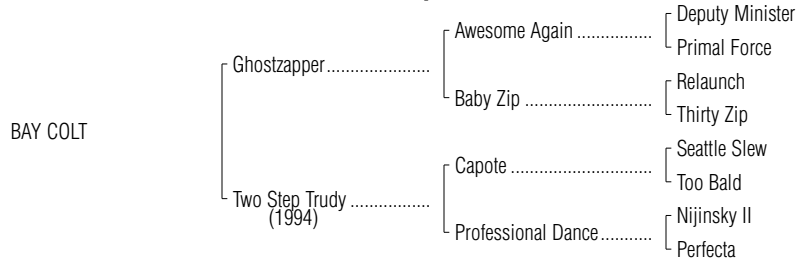 Deputy Minister
Awesome Again ................
Primal Force
Ghostzapper......................
Relaunch
Baby Zip ...........................
Thirty Zip
BAY COLT
Seattle Slew
Capote ..............................
Too Bald
Two Step Trudy .................
(1994)
Nijinsky II
Professional Dance...........
Perfecta